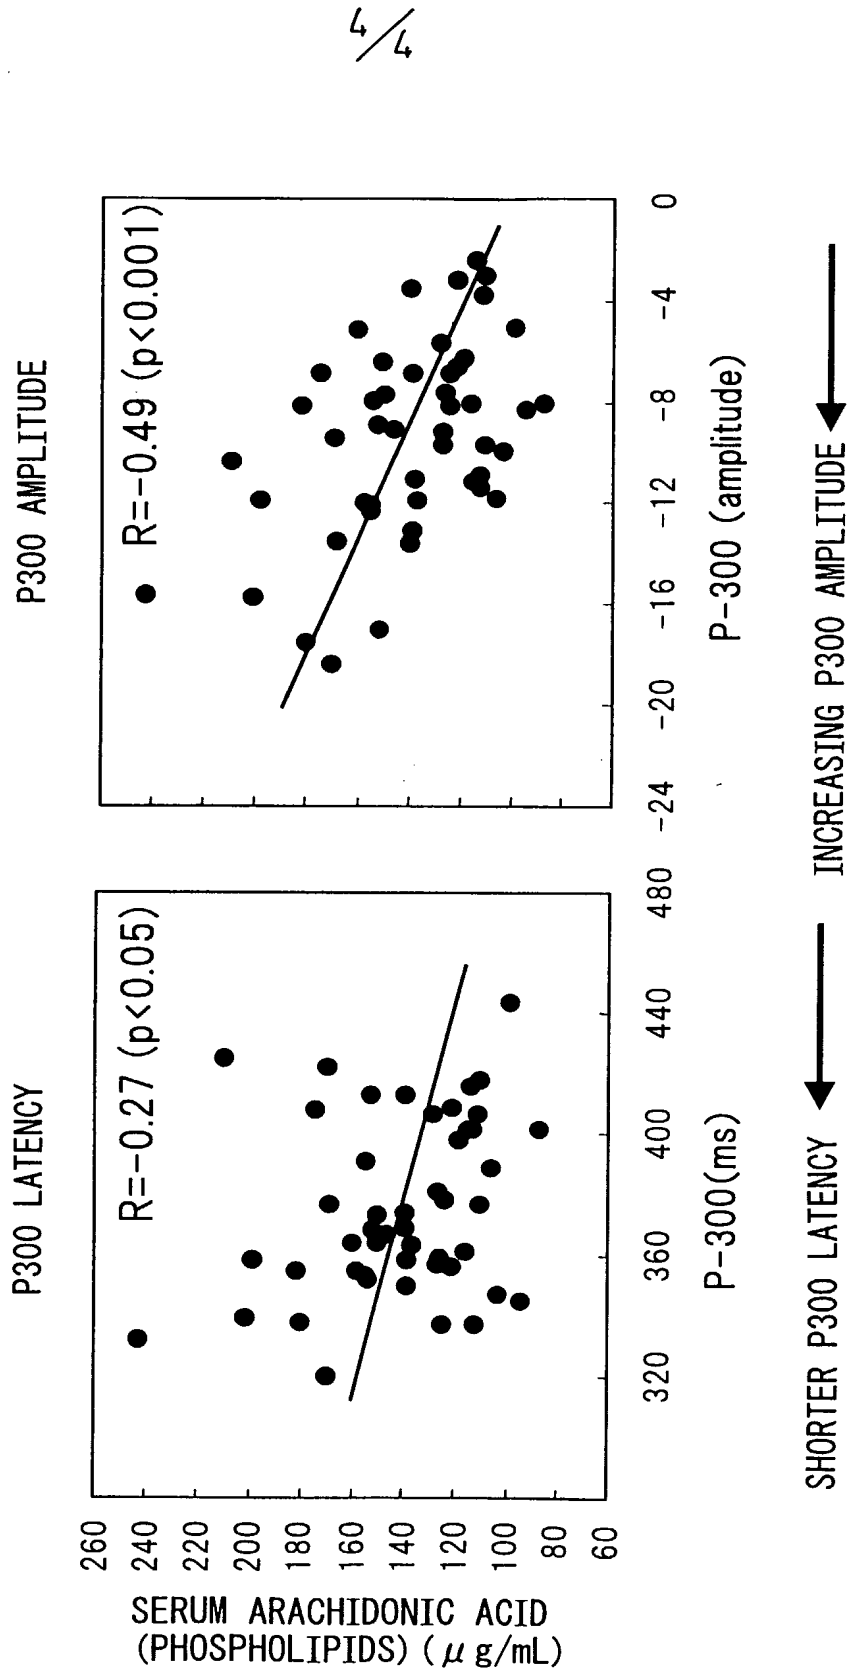 4/4
P300 LATENCY
R=-0.27 (p<0.05)
260
240
220
200
180
160
140
120
100
80
60
SERUM ARACHIDONIC ACID
(PHOSPHOLIPIDS) (μg/mL)
320
360
400
440
480
P-300(ms)
SHORTER P300 LATENCY
P300 AMPLITUDE
R=-0.49 (p<0.001)
-24
-20
-16
-12
-8
-4
0
P-300 (amplitude)
INCREASING P300 AMPLITUDE